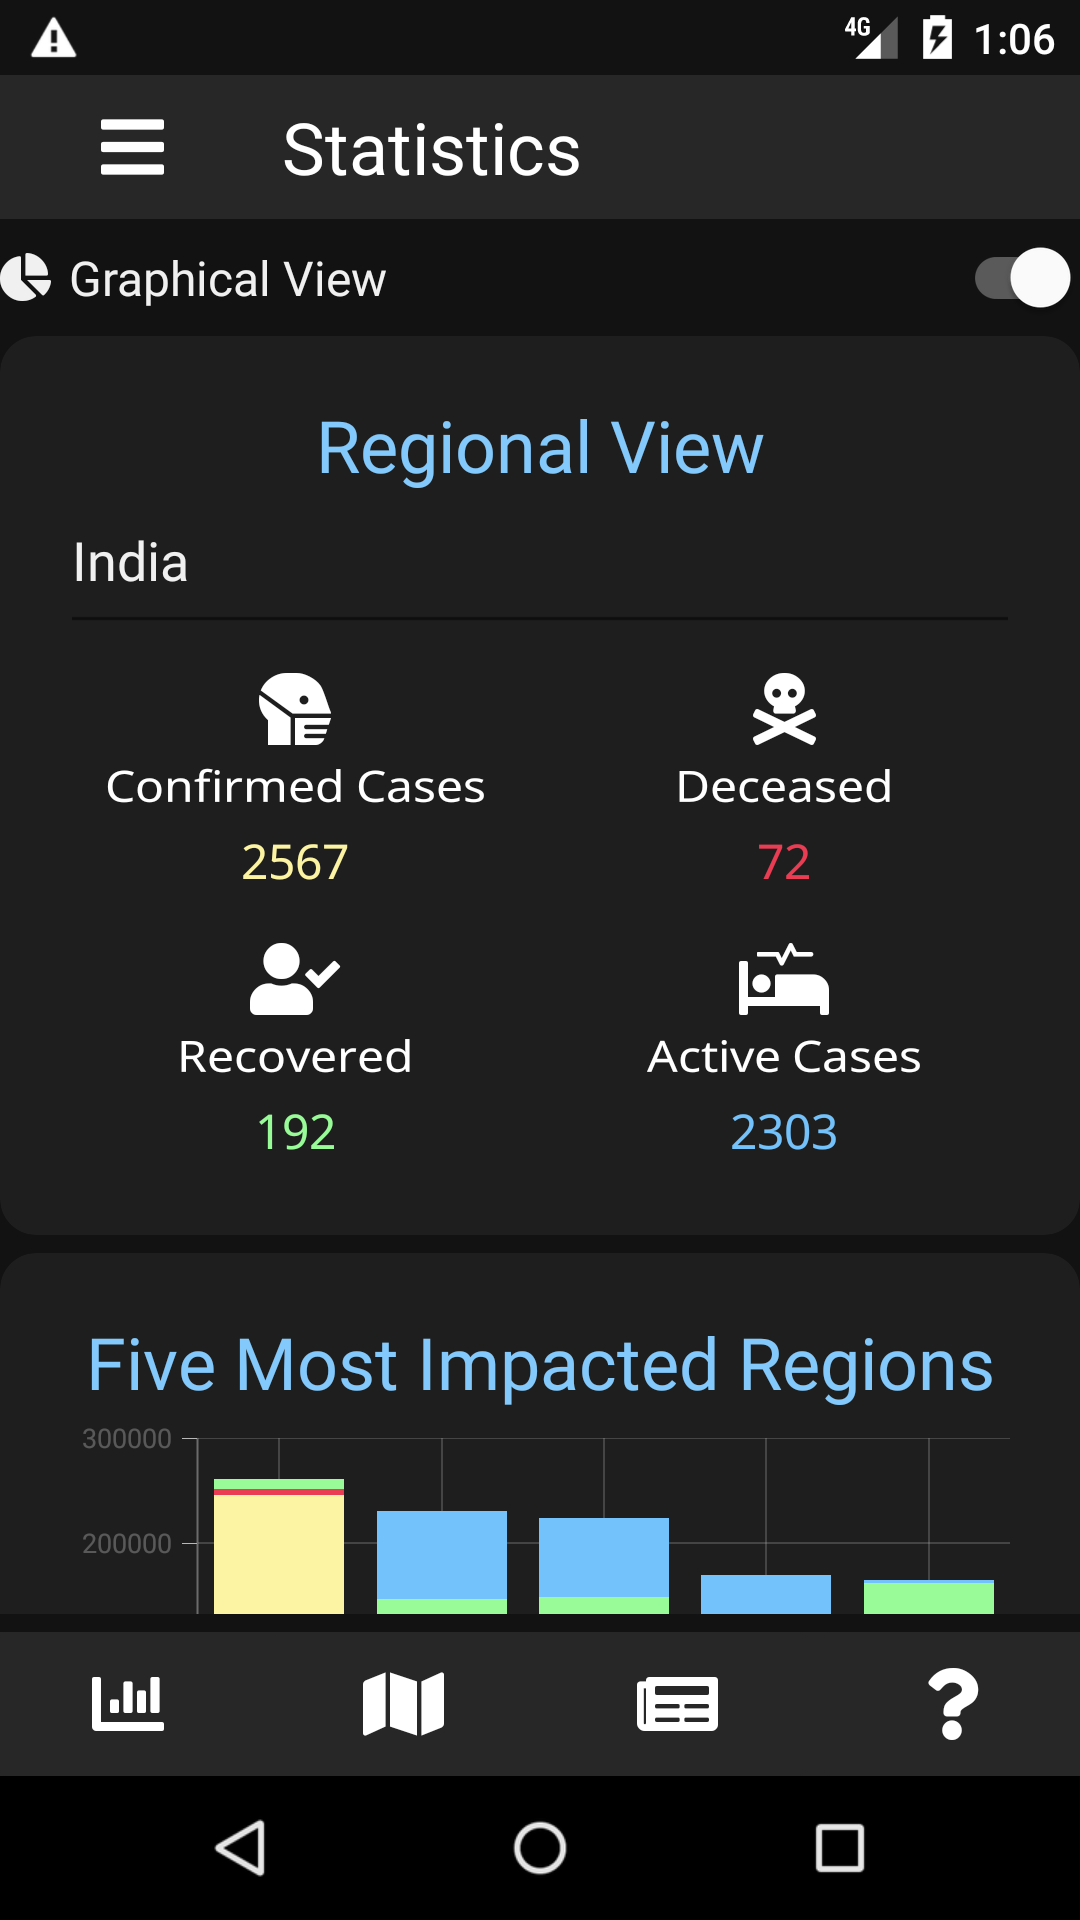 4G 1:06
Statistics
Graphical View
Regional View
India
Confirmed Cases
2567
Deceased
72
Recovered
192
Active Cases
2303
Five Most Impacted Regions
300000
200000